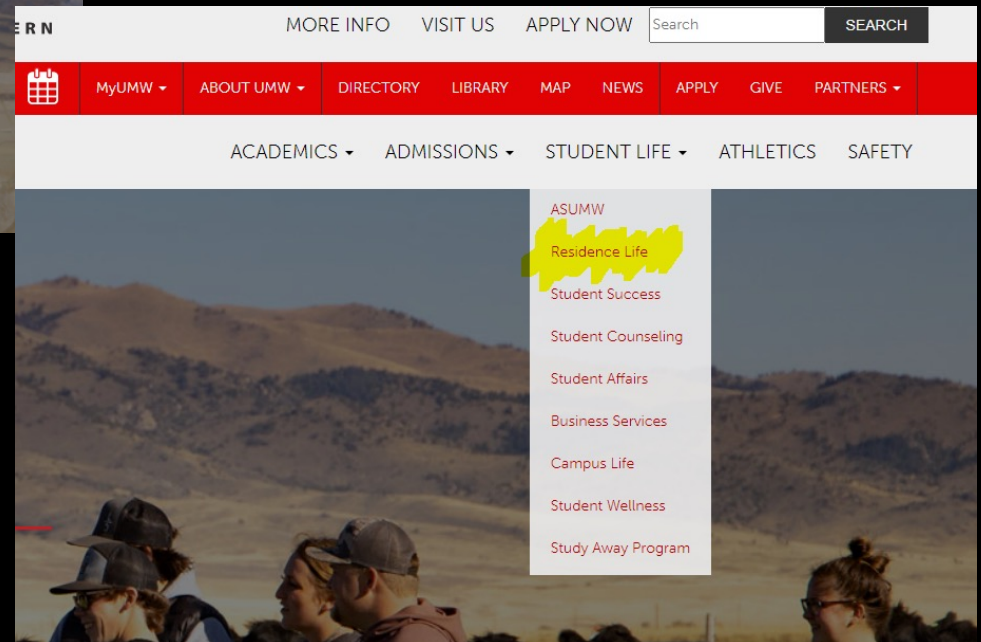 ERN
MORE INFO VISIT US APPLY NOW Search SEARCH
MyUMW ABOUT UMW DIRECTORY LIBRARY MAP NEWS APPLY GIVE PARTNERS
ACADEMICS ADMISSIONS STUDENT LIFE ATHLETICS SAFETY
ASUMW
Residence Life
Student Success
Student Counseling
Student Affairs
Business Services
Campus Life
Student Wellness
Study Away Program